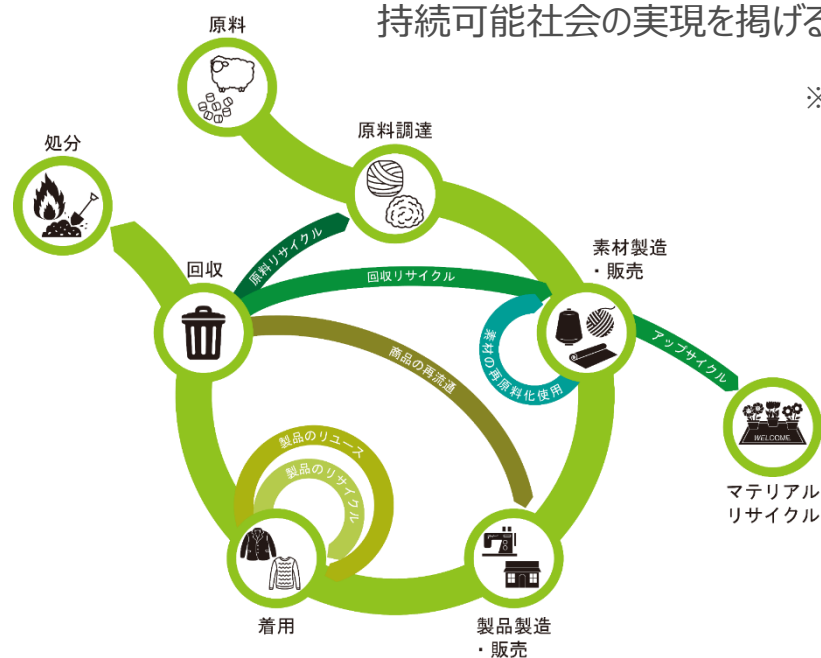 持続可能社会の実現を掲げる
※
原料
原料調達
処分
素材製造
・販売
回収
原料リサイクル
回収リサイクル
素材の再原料化使用
アップサイクル
商品の再流通
WELCOME
マテリアル
リサイクル
製品のリユース
製品のリサイクル
着用
製品製造
・販売